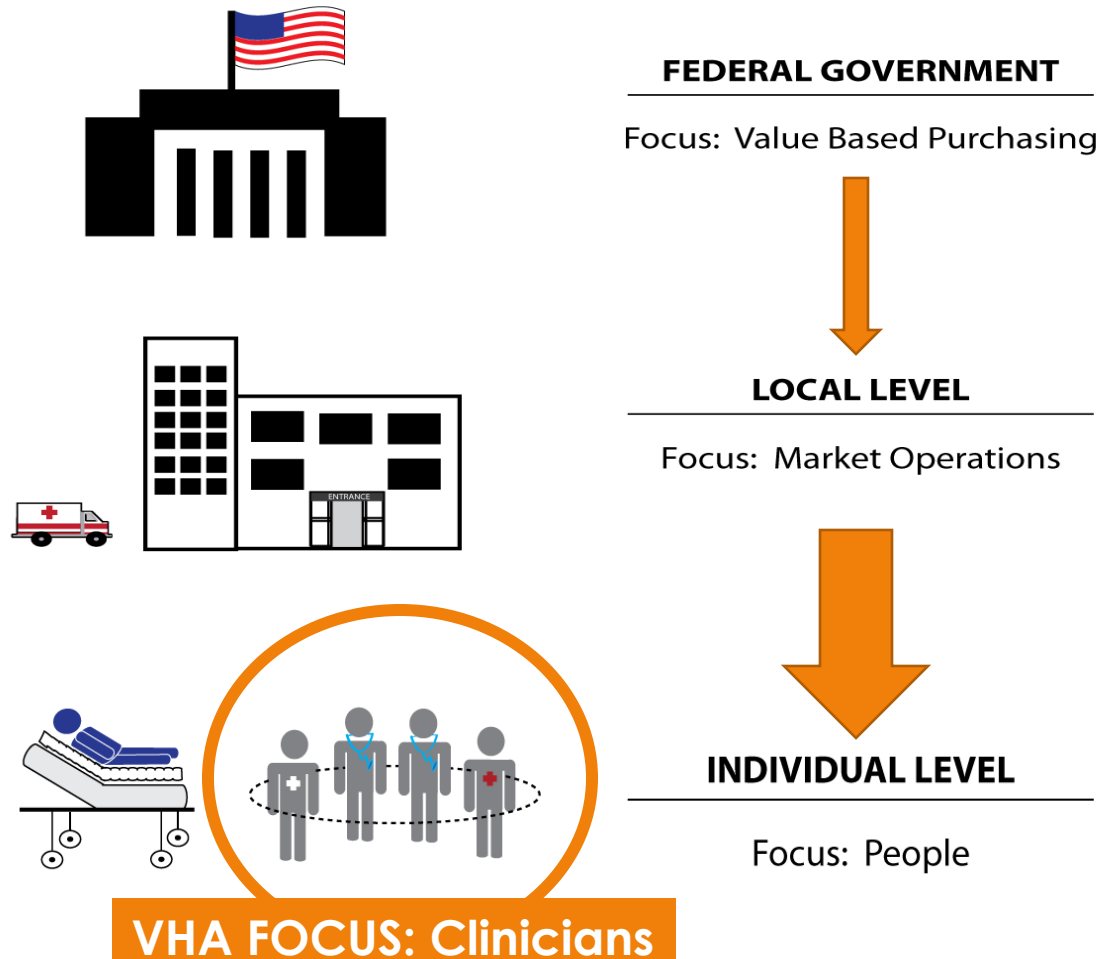 FEDERAL GOVERNMENT
Focus: Value Based Purchasing
LOCAL LEVEL
Focus: Market Operations
ENTRANCE
INDIVIDUAL LEVEL
Focus: People
VHA FOCUS: Clinicians